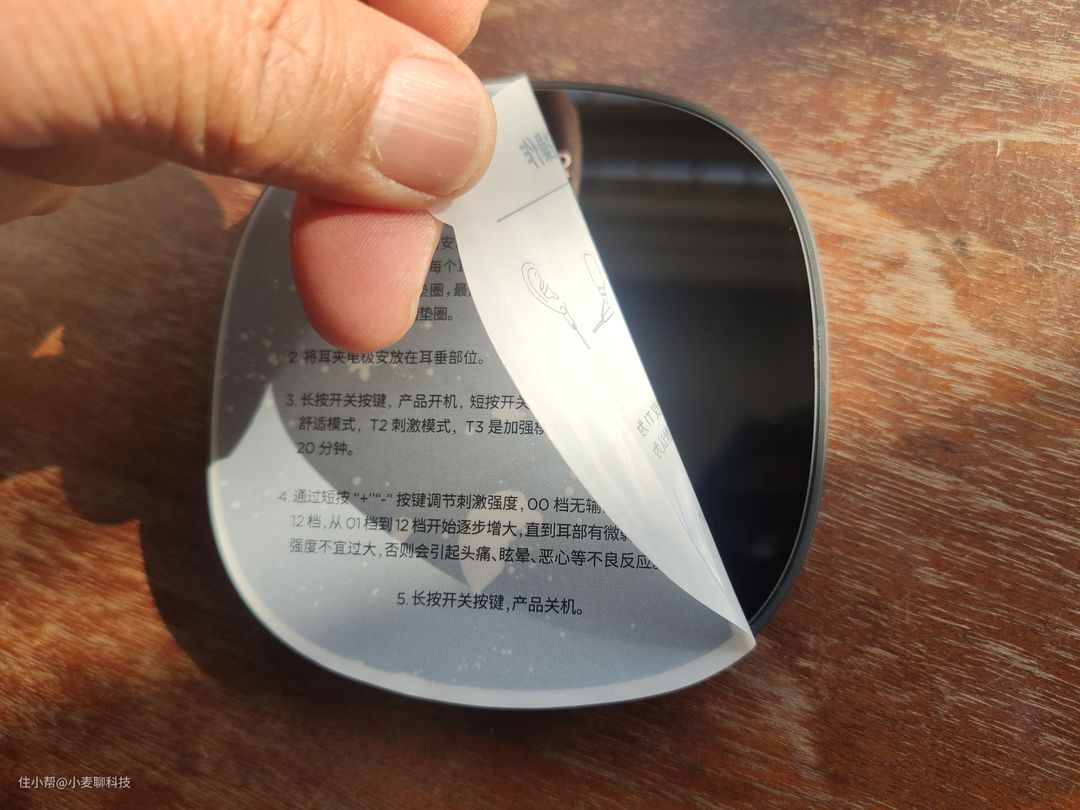 操作
安
每个耳
垫圈，最
垫圈。
2. 将耳夹电极安放在耳垂部位。
3. 长按开关按键，产品开机，短按开关
舒适模式，T2 刺激模式，T3 是加强
20 分钟。
4. 通过短按“+”“-” 按键调节刺激强度，00 档无输
12 档，从 01 档到 12 档开始逐步增大，直到耳部有微
强度不宜过大，否则会引起头痛、眩晕、恶心等不良反应。
5. 长按开关按键，产品关机。
住小帮@小麦聊科技